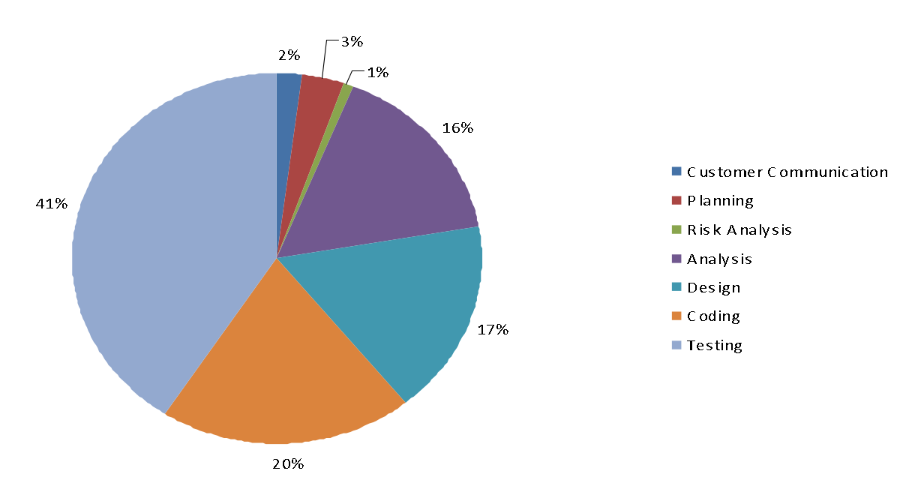 2%
3%
1%
16%
41%
17%
20%
Customer Communication
Planning
Risk Analysis
Analysis
Design
Coding
Testing